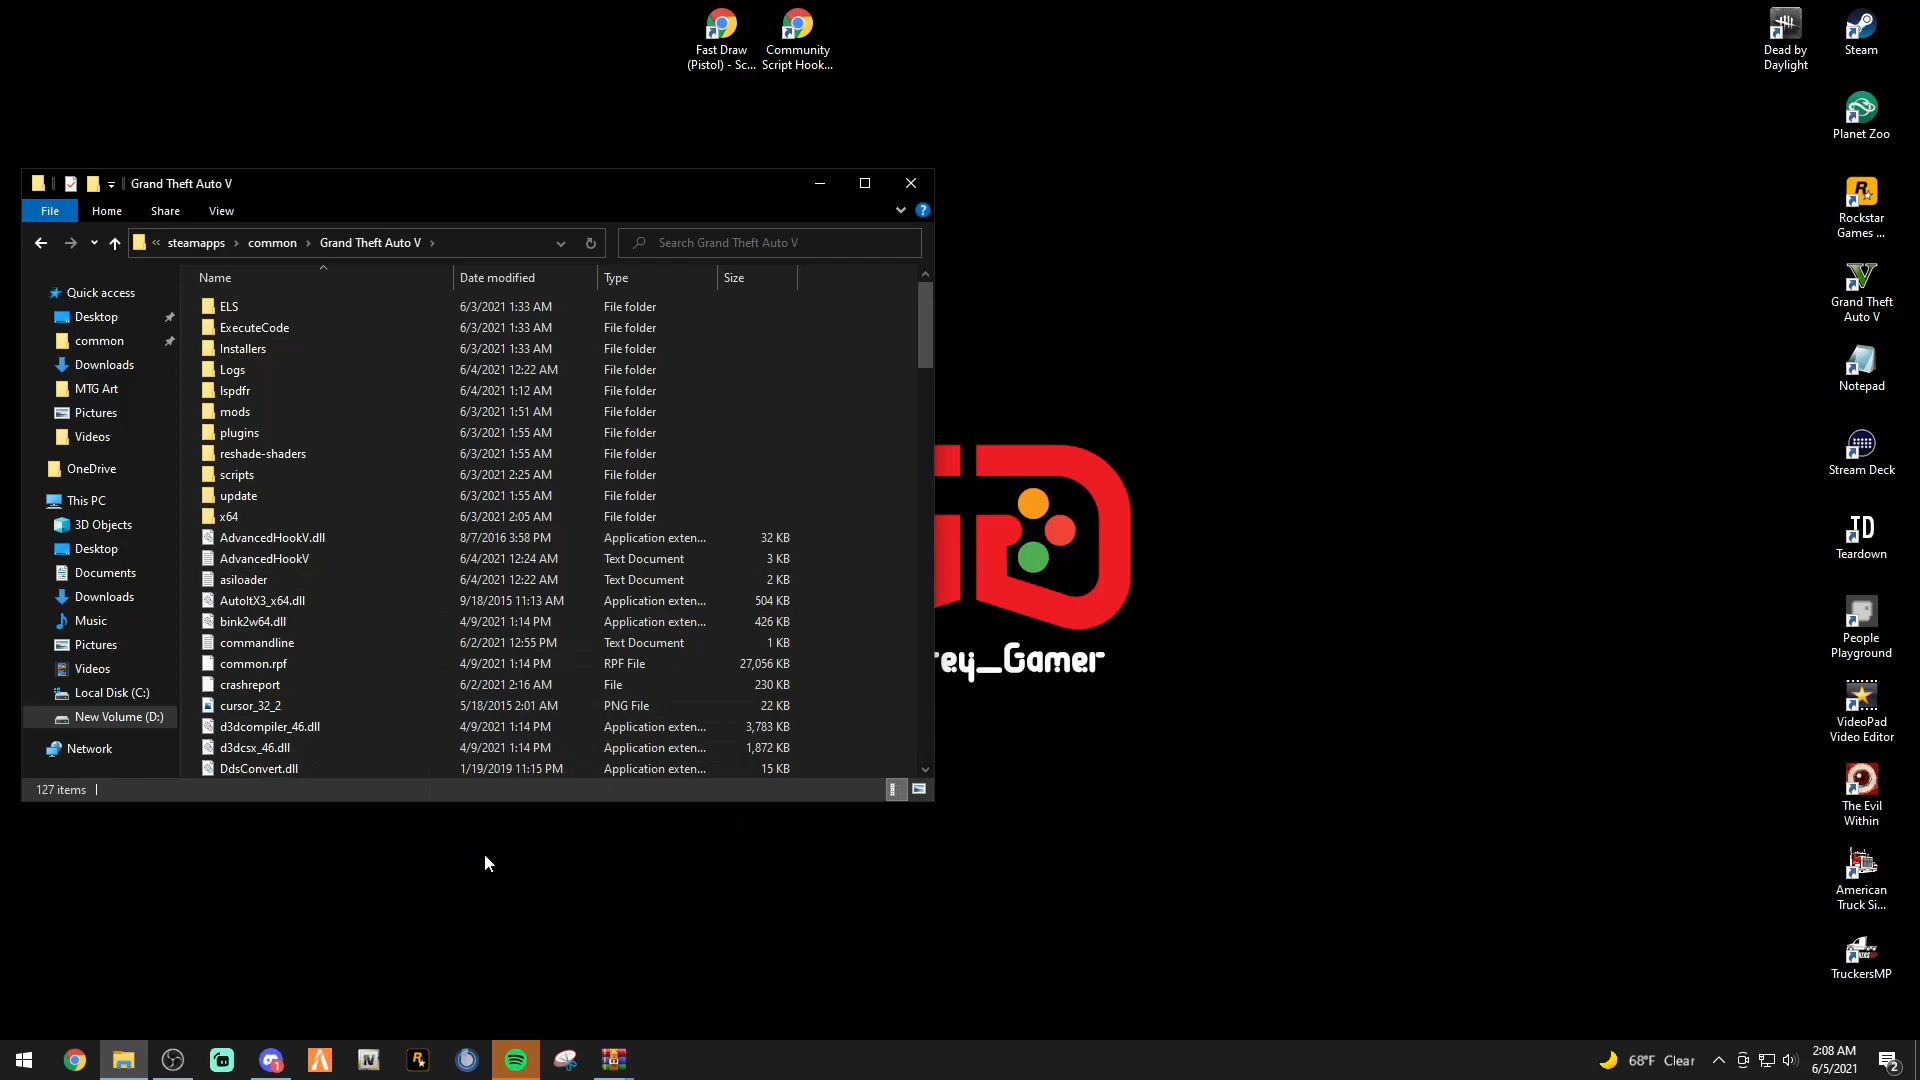 Fast Draw
(Pistol) - Sc...
Community
Script Hook...
Dead by
Daylight
Steam
Planet Zoo
Rockstar
Games ...
Grand Theft
Auto V
Notepad
Stream Deck
Teardown
People
Playground
VideoPad
Video Editor
The Evil
Within
American
Truck Si...
TruckersMP
Grand Theft Auto V
File Home Share View
« steamapps › common › Grand Theft Auto V ›
Search Grand Theft Auto V
Quick access
Desktop
common
Downloads
MTG Art
Pictures
Videos
OneDrive
This PC
3D Objects
Desktop
Documents
Downloads
Music
Pictures
Videos
Local Disk (C:)
New Volume (D:)
Network
Name Date modified Type Size
ELS 6/3/2021 1:33 AM File folder
ExecuteCode 6/3/2021 1:33 AM File folder
Installers 6/3/2021 1:33 AM File folder
Logs 6/4/2021 12:22 AM File folder
lspdfr 6/4/2021 1:12 AM File folder
mods 6/3/2021 1:51 AM File folder
plugins 6/3/2021 1:55 AM File folder
reshade-shaders 6/3/2021 1:55 AM File folder
scripts 6/3/2021 2:25 AM File folder
update 6/3/2021 1:55 AM File folder
x64 6/3/2021 2:05 AM File folder
AdvancedHookV.dll 8/7/2016 3:58 PM Application exten... 32 KB
AdvancedHookV 6/4/2021 12:24 AM Text Document 3 KB
asiloader 6/4/2021 12:22 AM Text Document 2 KB
AutoItX3_x64.dll 9/18/2015 11:13 AM Application exten... 504 KB
bink2w64.dll 4/9/2021 1:14 PM Application exten... 426 KB
commandline 6/2/2021 12:55 PM Text Document 1 KB
common.rpf 4/9/2021 1:14 PM RPF File 27,056 KB
crashreport 6/2/2021 2:16 AM File 230 KB
cursor_32_2 5/18/2015 2:01 AM PNG File 22 KB
d3dcompiler_46.dll 4/9/2021 1:14 PM Application exten... 3,783 KB
d3dcsx_46.dll 4/9/2021 1:14 PM Application exten... 1,872 KB
DdsConvert.dll 1/19/2019 11:15 PM Application exten... 15 KB
127 items
rey_Gamer
68°F Clear
2:08 AM
6/5/2021
2